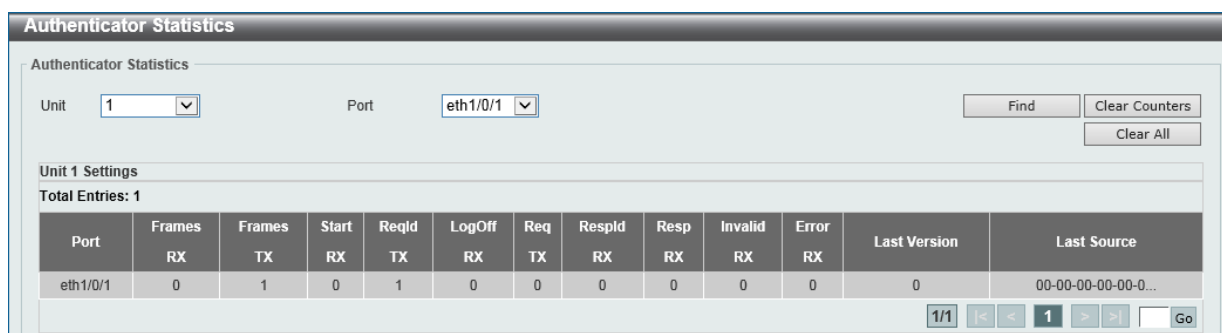 Authenticator Statistics
Authenticator Statistics
Unit 1 Port eth1/0/1 Find Clear Counters
Clear All
Unit 1 Settings
Total Entries: 1
Port Frames RX Frames TX Start RX ReqId TX LogOff RX Req TX RespId RX Resp RX Invalid RX Error RX Last Version Last Source
eth1/0/1 0 1 0 1 0 0 0 0 0 0 0 00-00-00-00-00-0...
1/1 |< < 1 > >| Go